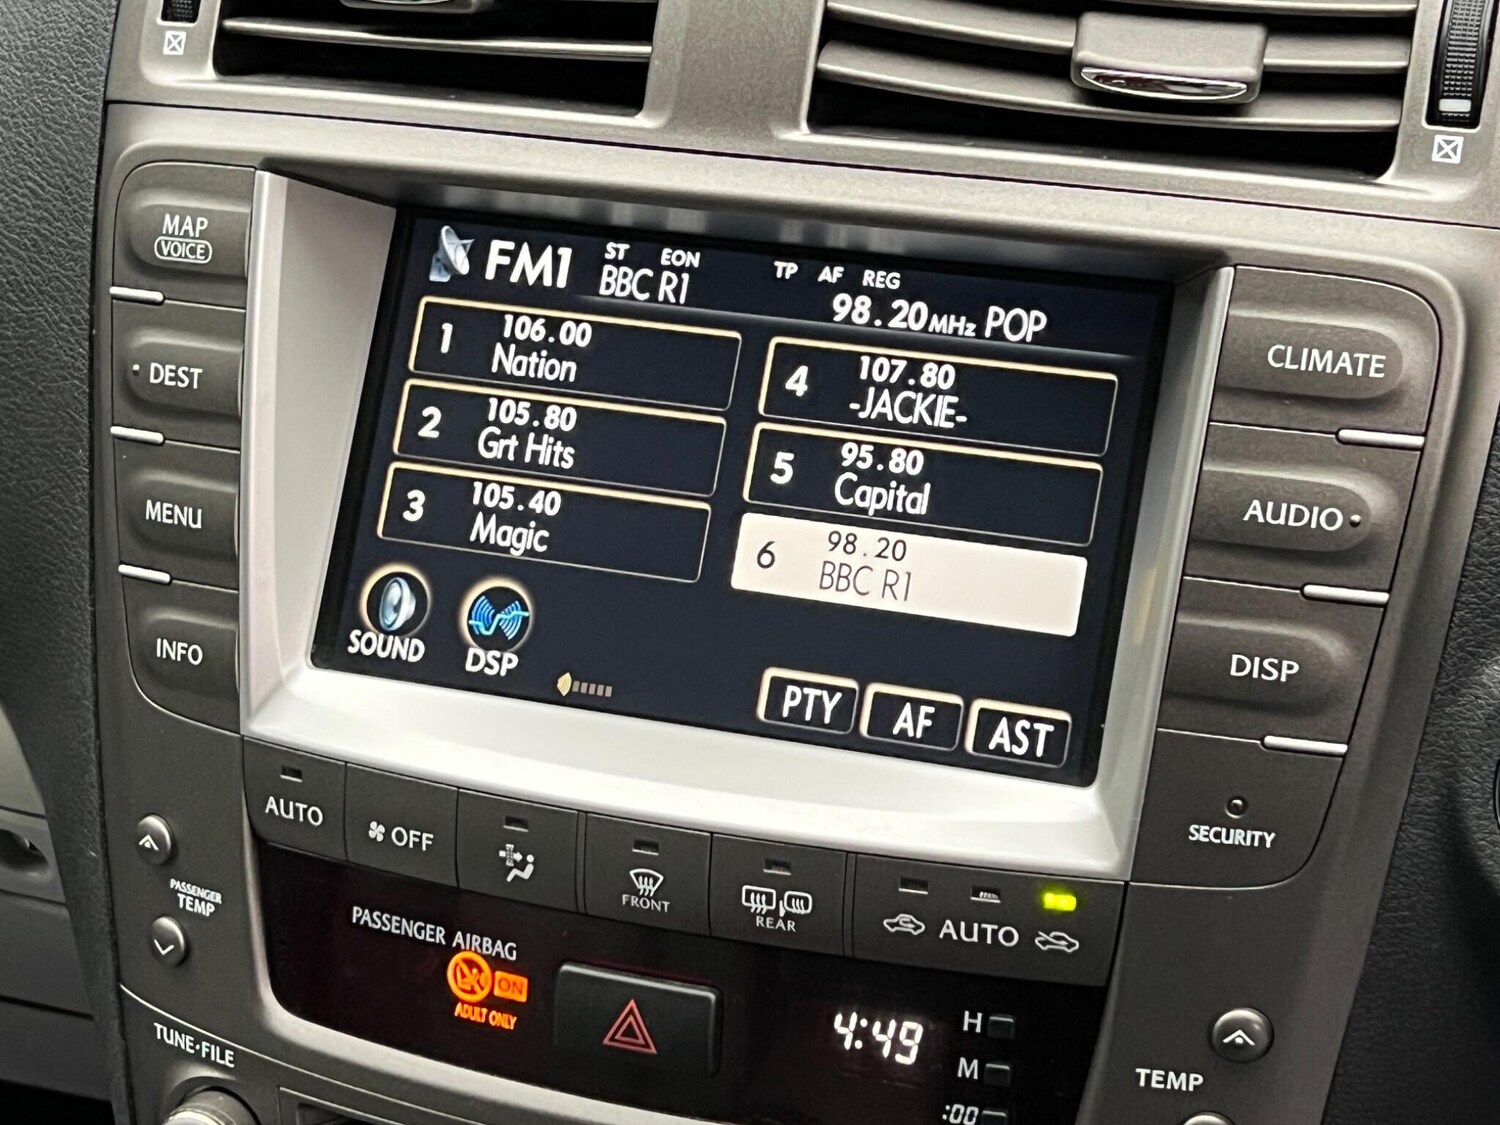 MAP
VOICE
DEST
MENU
INFO
FM1
ST EON
BBC R1
TP AF REG
98.20MHz POP
1 106.00
Nation
2 105.80
Grt Hits
3 105.40
Magic
4 107.80
-JACKIE-
5 95.80
Capital
6 98.20
BBC R1
SOUND
DSP
PTY
AF
AST
CLIMATE
AUDIO
DISP
SECURITY
AUTO
OFF
FRONT
REAR
AUTO
PASSENGER
TEMP
PASSENGER AIRBAG
ON
ADULT ONLY
4:49
H
M
:00
TUNE•FILE
TEMP